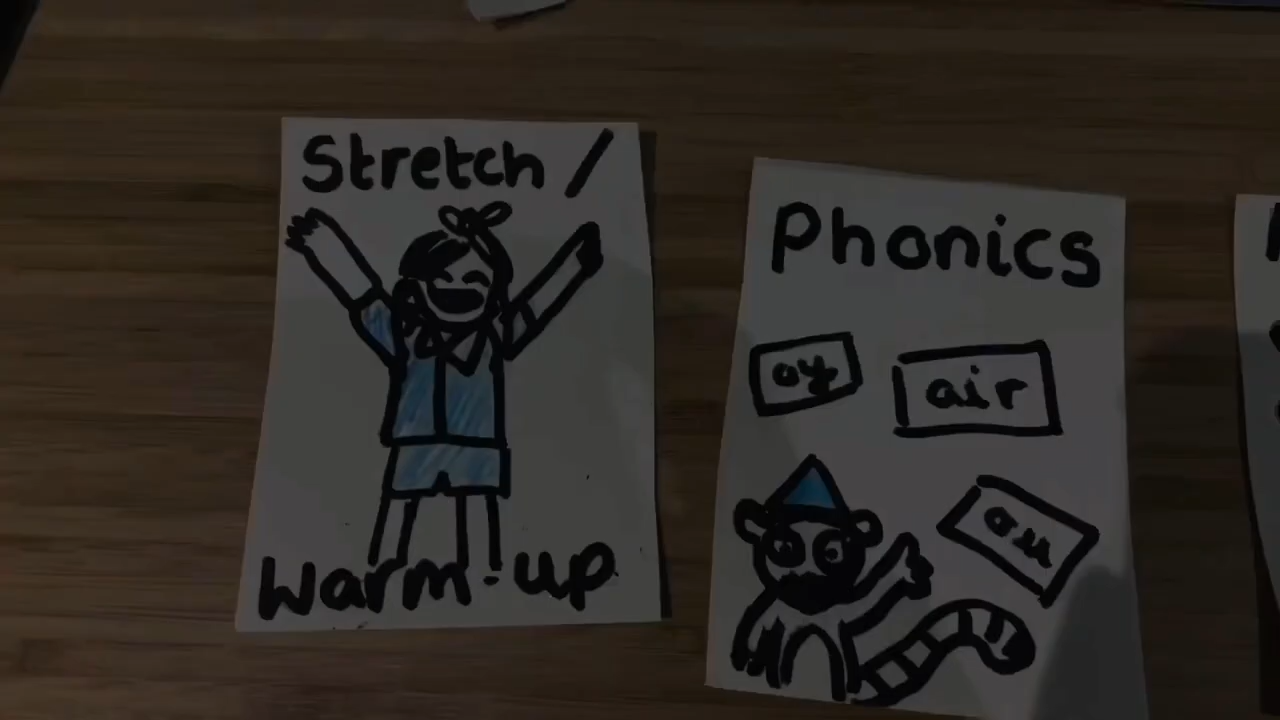 Stretch /
Warm-up
Phonics
oy
air
au